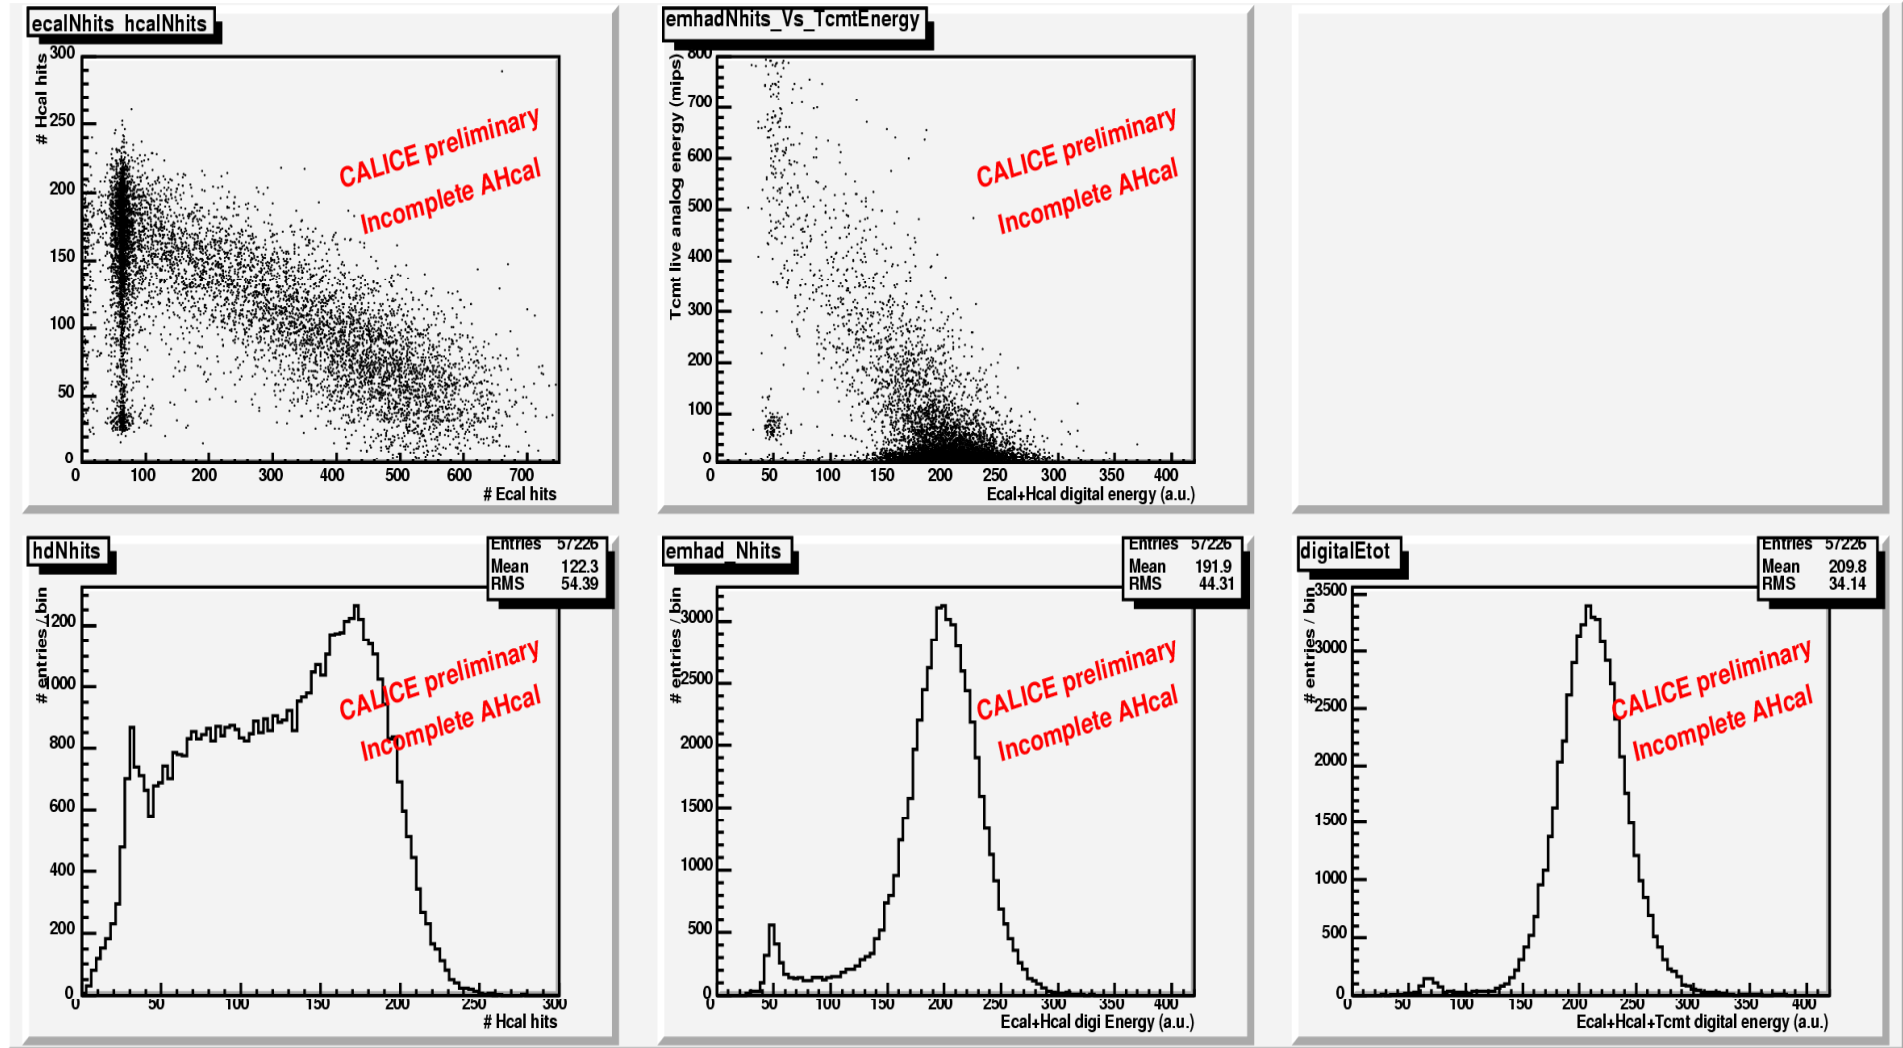 ecalNhits hcalNhits
# Hcal hits
300
250
200
150
100
50
0
CALICE preliminary
Incomplete AHcal
0 100 200 300 400 500 600 700
# Ecal hits
emhadNhits_Vs_TcmtEnergy
Tcmt live analog energy (mips)
800
700
600
500
400
300
200
100
0
CALICE preliminary
Incomplete AHcal
0 50 100 150 200 250 300 350 400
Ecal+Hcal digital energy (a.u.)
hdNhits
Entries 57226
Mean 122.3
RMS 54.39
# entries / bin
1200
1000
800
600
400
200
0
CALICE preliminary
Incomplete AHcal
0 50 100 150 200 250 300
# Hcal hits
emhad_Nhits
Entries 57226
Mean 191.9
RMS 44.31
# entries / bin
3000
2500
2000
1500
1000
500
0
CALICE preliminary
Incomplete AHcal
0 50 100 150 200 250 300 350 400
Ecal+Hcal digi Energy (a.u.)
digitalEtot
Entries 57226
Mean 209.8
RMS 34.14
# entries / bin
3500
3000
2500
2000
1500
1000
500
0
CALICE preliminary
Incomplete AHcal
0 50 100 150 200 250 300 350 400
Ecal+Hcal+Tcmt digital energy (a.u.)